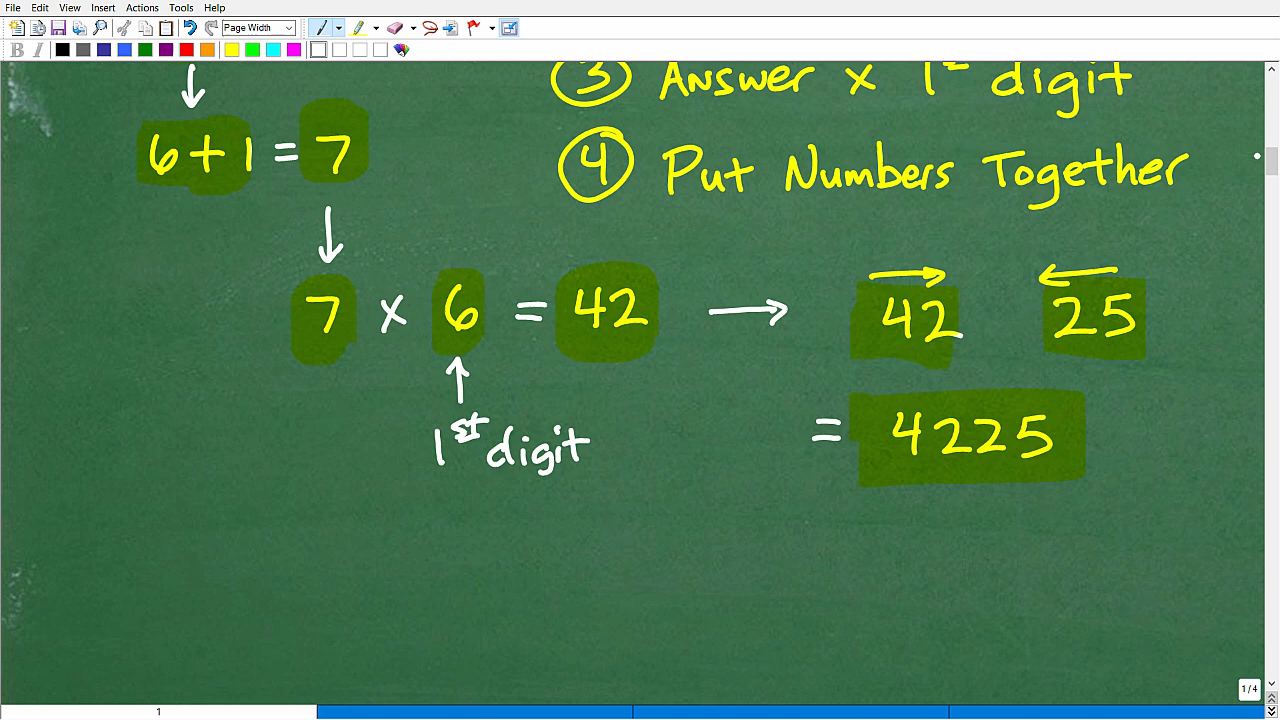 File Edit View Insert Actions Tools Help
Page Width
B I
③ Answer x 1st digit
6 + 1 = 7
④ Put Numbers Together
7 x 6 = 42 → 42 25
1st digit
= 4225
1/4
1